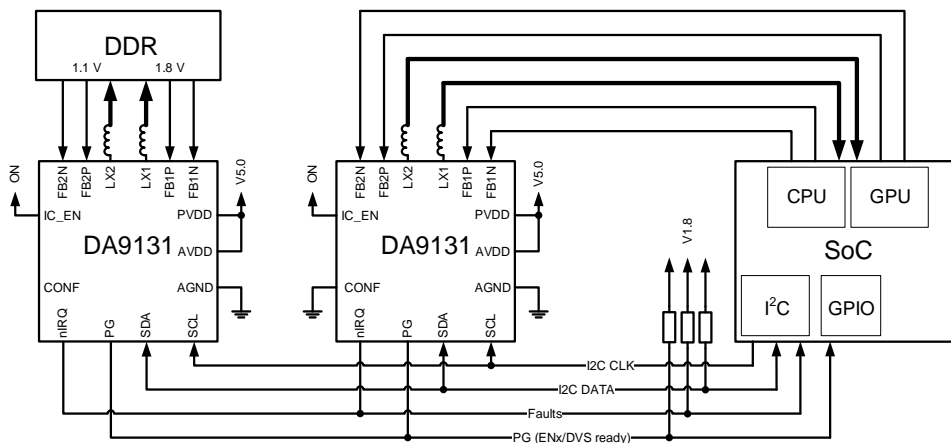 DDR
1.1 V 1.8 V
FB2N FB2P LX2 LX1 FB1P FB1N
ON
IC_EN
V5.0
PVDD
DA9131
AVDD
CONF
AGND
nIRQ PG SDA SCL
FB2N FB2P LX2 LX1 FB1P FB1N
ON
IC_EN
V5.0
PVDD
DA9131
AVDD
CONF
AGND
nIRQ PG SDA SCL
V1.8
CPU GPU
SoC
I²C GPIO
I2C CLK
I2C DATA
Faults
PG (ENx/DVS ready)